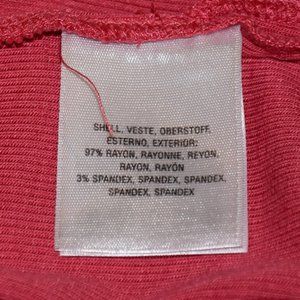 SHELL, VESTE, OBERSTOFF,
ESTERNO, EXTERIOR:
97% RAYON, RAYONNE, REYON,
RAYON, RAYÓN
3% SPANDEX, SPANDEX, SPANDEX,
SPANDEX, SPANDEX